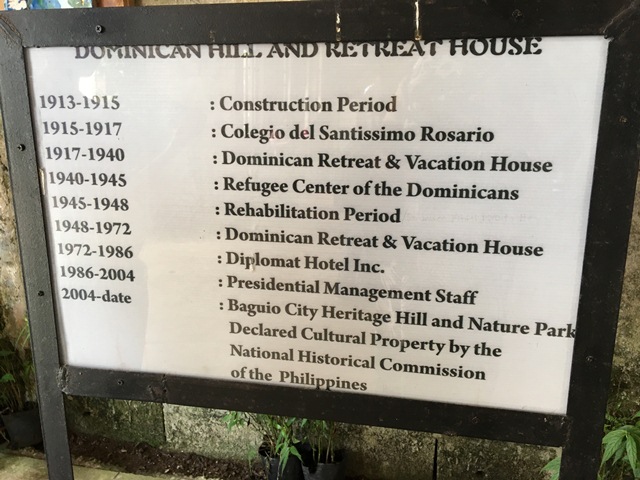 DOMINICAN HILL AND RETREAT HOUSE
1913-1915 : Construction Period
1915-1917 : Colegio del Santissimo Rosario
1917-1940 : Dominican Retreat & Vacation House
1940-1945 : Refugee Center of the Dominicans
1945-1948 : Rehabilitation Period
1948-1972 : Dominican Retreat & Vacation House
1972-1986 : Diplomat Hotel Inc.
1986-2004 : Presidential Management Staff
2004-date : Baguio City Heritage Hill and Nature Park
Declared Cultural Property by the
National Historical Commission
of the Philippines